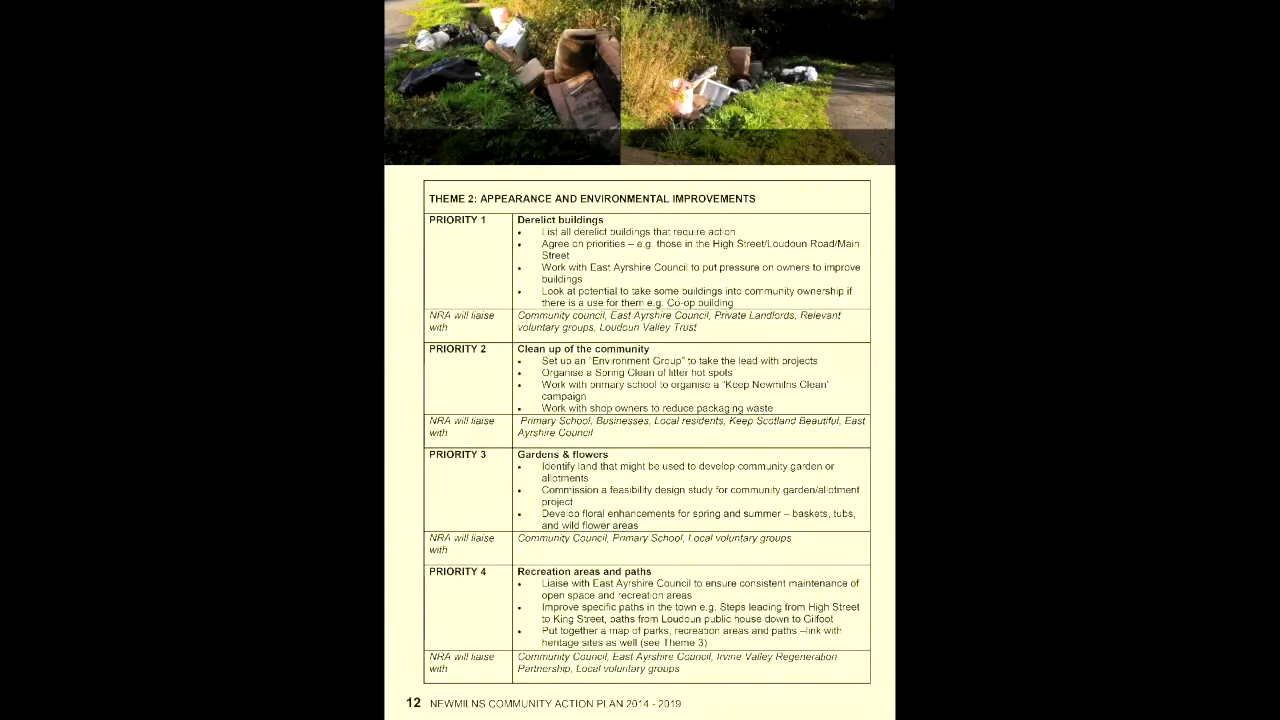 THEME 2: APPEARANCE AND ENVIRONMENTAL IMPROVEMENTS
PRIORITY 1
Derelict buildings
• List all derelict buildings that require action
• Agree on priorities – e.g. those in the High Street/Loudoun Road/Main
Street
• Work with East Ayrshire Council to put pressure on owners to improve
buildings
• Look at potential to take some buildings into community ownership if
there is a use for them e.g. Co-op building
NRA will liaise
with
Community council, East Ayrshire Council, Private Landlords, Relevant
voluntary groups, Loudoun Valley Trust
PRIORITY 2
Clean up of the community
• Set up an "Environment Group" to take the lead with projects
• Organise a Spring Clean of litter hot spots
• Work with primary school to organise a "Keep Newmilns Clean"
campaign
• Work with shop owners to reduce packaging waste
NRA will liaise
with
Primary School, Businesses, Local residents, Keep Scotland Beautiful, East
Ayrshire Council
PRIORITY 3
Gardens & flowers
• Identify land that might be used to develop community garden or
allotments
• Commission a feasibility design study for community garden/allotment
project
• Develop floral enhancements for spring and summer – baskets, tubs,
and wild flower areas
NRA will liaise
with
Community Council, Primary School, Local voluntary groups
PRIORITY 4
Recreation areas and paths
• Liaise with East Ayrshire Council to ensure consistent maintenance of
open space and recreation areas
• Improve specific paths in the town e.g. Steps leading from High Street
to King Street, paths from Loudoun public house down to Gilfoot
• Put together a map of parks, recreation areas and paths –link with
heritage sites as well (see Theme 3)
NRA will liaise
with
Community Council, East Ayrshire Council, Irvine Valley Regeneration
Partnership, Local voluntary groups
12 NEWMILNS COMMUNITY ACTION PLAN 2014 - 2019